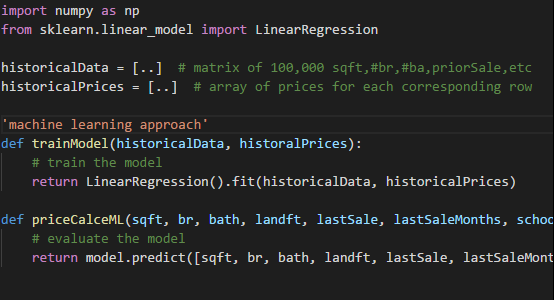 import numpy as np
from sklearn.linear_model import LinearRegression
historicalData = [..]  # matrix of 100,000 sqft,#br,#ba,priorSale,etc
historicalPrices = [..]  # array of prices for each corresponding row
'machine learning approach'
def trainModel(historicalData, historalPrices):
    # train the model
    return LinearRegression().fit(historicalData, historicalPrices)
def priceCalceML(sqft, br, bath, landft, lastSale, lastSaleMonths, schoo
    # evaluate the model
    return model.predict([sqft, br, bath, landft, lastSale, lastSaleMont